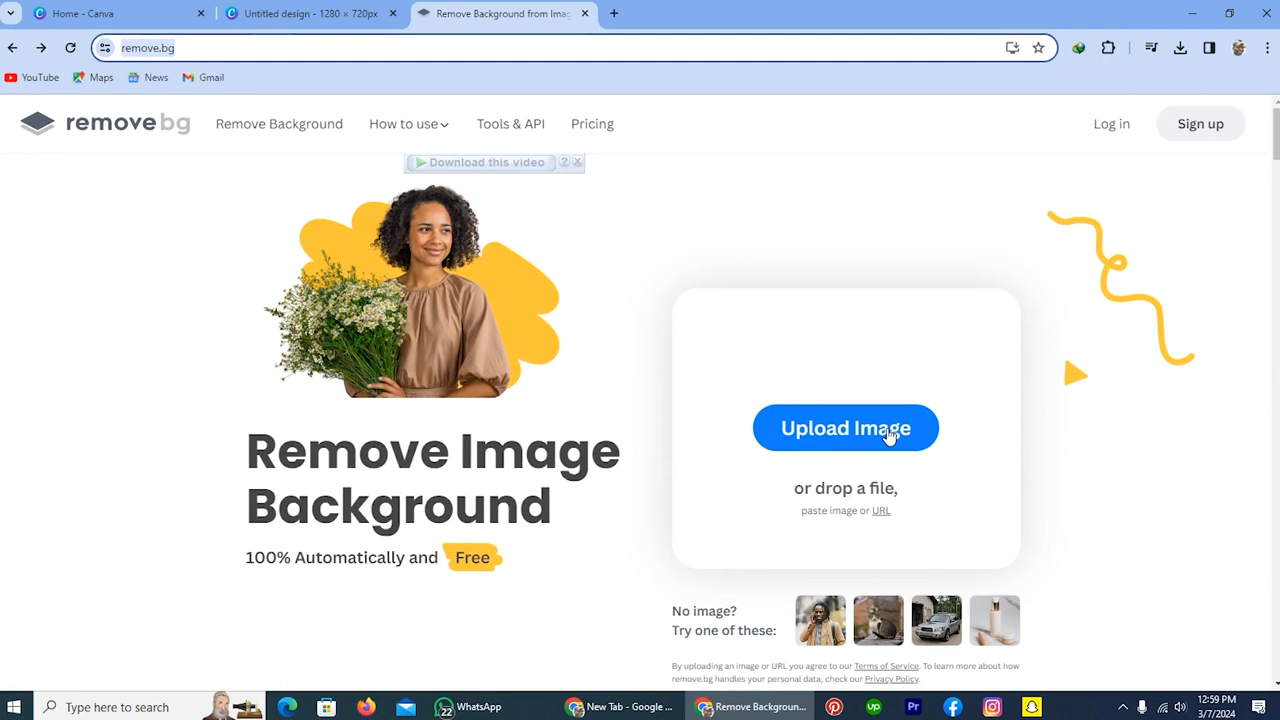 Home - Canva
Untitled design - 1280 × 720px
Remove Background from Imag
remove.bg
YouTube
Maps
News
Gmail
removebg
Remove Background
How to use
Tools & API
Pricing
Log in
Sign up
Download this video
?
Upload Image
or drop a file,
paste image or URL
Remove Image
Background
100% Automatically and Free
No image?
Try one of these:
By uploading an image or URL you agree to our Terms of Service. To learn more about how
remove.bg handles your personal data, check our Privacy Policy.
Type here to search
22
WhatsApp
New Tab - Google ...
Remove Backgroun...
up
Pr
12:59 PM
3/7/2024